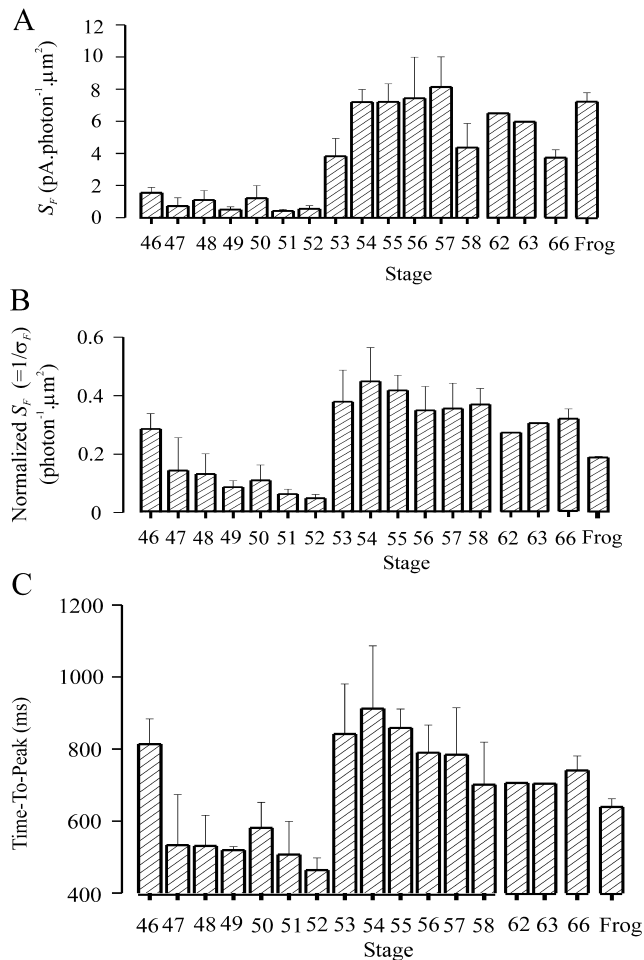 A
12
10
8
6
4
2
0
S_F (pA.photon⁻¹.μm²)
46 47 48 49 50 51 52 53 54 55 56 57 58 62 63 66 Frog
Stage
B
0.6
0.4
0.2
0
Normalized S_F (=1/σ_F)
(photon⁻¹.μm²)
46 47 48 49 50 51 52 53 54 55 56 57 58 62 63 66 Frog
Stage
C
1200
1000
800
600
400
Time-To-Peak (ms)
46 47 48 49 50 51 52 53 54 55 56 57 58 62 63 66 Frog
Stage